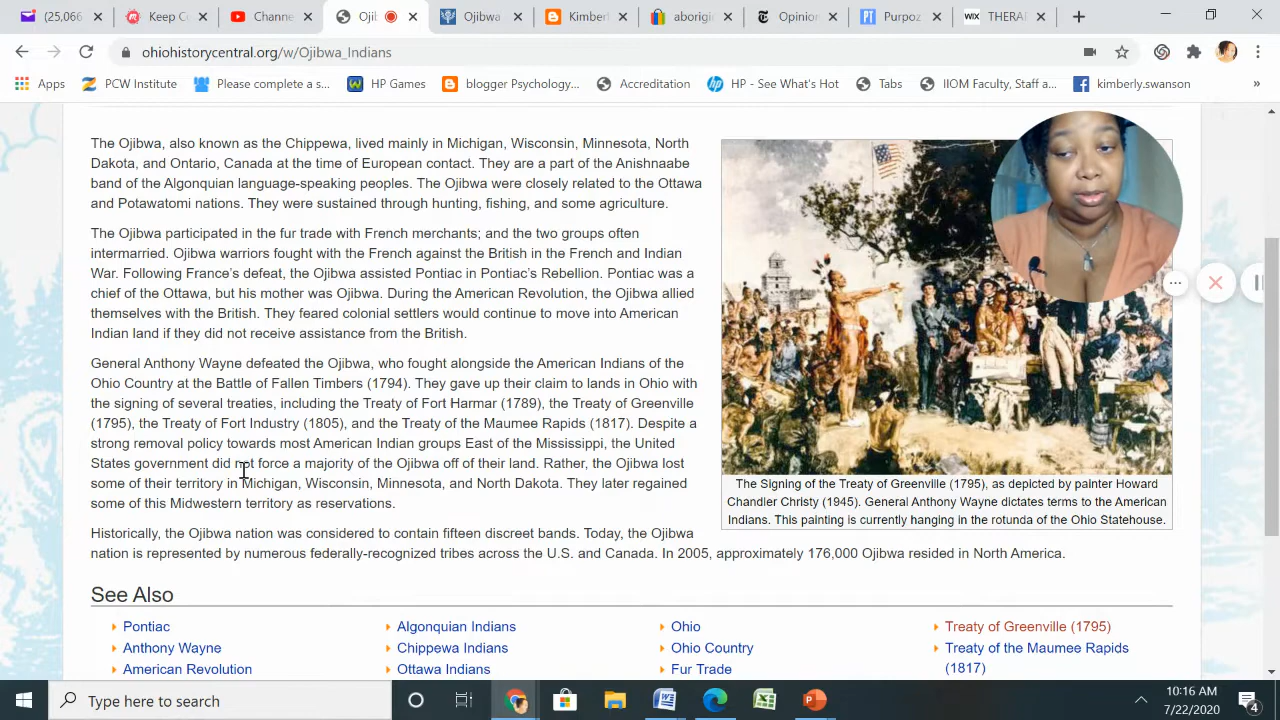 (25,066
Keep C
Channe
Ojib
Ojibwa
Kimberl
aborigi
Opinion
Purpoz
WIX THERA
ohiohistorycentral.org/w/Ojibwa_Indians
Apps PCW Institute Please complete a s... HP Games blogger Psychology... Accreditation HP - See What's Hot Tabs IIOM Faculty, Staff a... kimberly.swanson »
The Ojibwa, also known as the Chippewa, lived mainly in Michigan, Wisconsin, Minnesota, North
Dakota, and Ontario, Canada at the time of European contact. They are a part of the Anishnaabe
band of the Algonquian language-speaking peoples. The Ojibwa were closely related to the Ottawa
and Potawatomi nations. They were sustained through hunting, fishing, and some agriculture.
The Ojibwa participated in the fur trade with French merchants; and the two groups often
intermarried. Ojibwa warriors fought with the French against the British in the French and Indian
War. Following France's defeat, the Ojibwa assisted Pontiac in Pontiac's Rebellion. Pontiac was a
chief of the Ottawa, but his mother was Ojibwa. During the American Revolution, the Ojibwa allied
themselves with the British. They feared colonial settlers would continue to move into American
Indian land if they did not receive assistance from the British.
General Anthony Wayne defeated the Ojibwa, who fought alongside the American Indians of the
Ohio Country at the Battle of Fallen Timbers (1794). They gave up their claim to lands in Ohio with
the signing of several treaties, including the Treaty of Fort Harmar (1789), the Treaty of Greenville
(1795), the Treaty of Fort Industry (1805), and the Treaty of the Maumee Rapids (1817). Despite a
strong removal policy towards most American Indian groups East of the Mississippi, the United
States government did not force a majority of the Ojibwa off of their land. Rather, the Ojibwa lost
some of their territory in Michigan, Wisconsin, Minnesota, and North Dakota. They later regained
some of this Midwestern territory as reservations.
The Signing of the Treaty of Greenville (1795), as depicted by painter Howard
Chandler Christy (1945). General Anthony Wayne dictates terms to the American
Indians. This painting is currently hanging in the rotunda of the Ohio Statehouse.
Historically, the Ojibwa nation was considered to contain fifteen discreet bands. Today, the Ojibwa
nation is represented by numerous federally-recognized tribes across the U.S. and Canada. In 2005, approximately 176,000 Ojibwa resided in North America.
See Also
Pontiac
Anthony Wayne
American Revolution
Algonquian Indians
Chippewa Indians
Ottawa Indians
Ohio
Ohio Country
Fur Trade
Treaty of Greenville (1795)
Treaty of the Maumee Rapids
(1817)
Type here to search
10:16 AM
7/22/2020
4